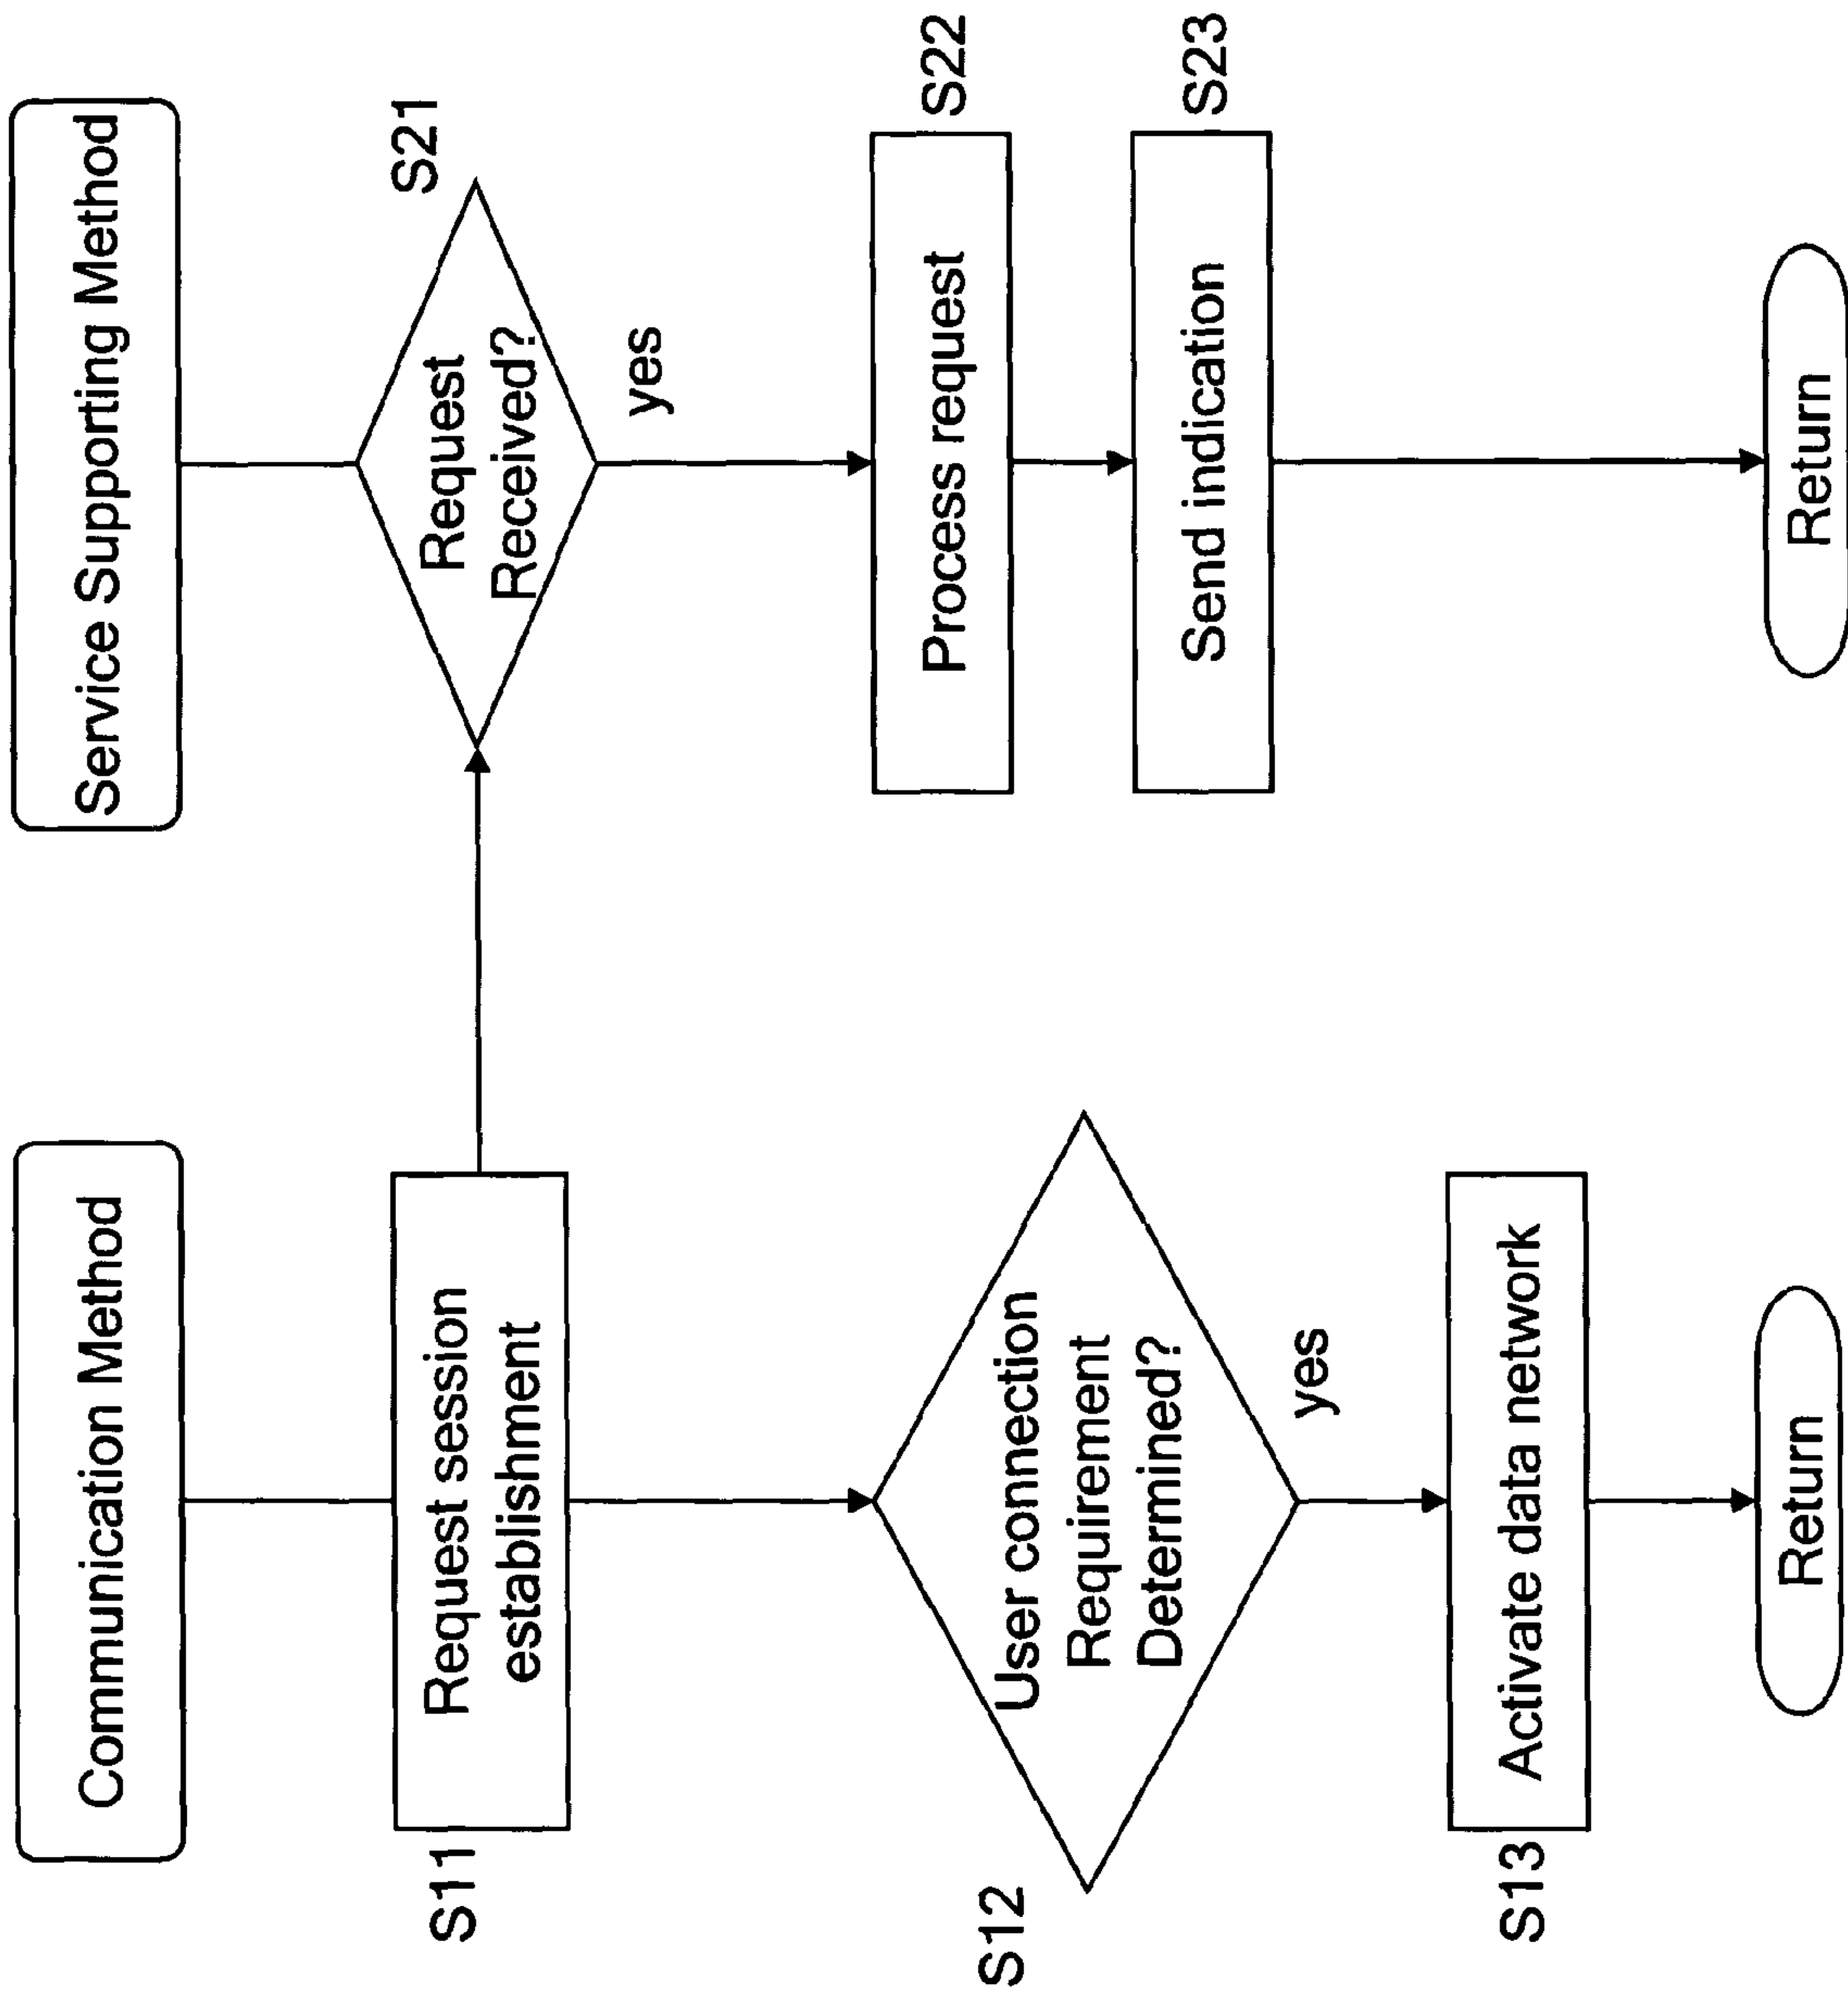 Communication Method
S11
Request session
establishment
S12
User connection
Requirement
Determined?
yes
S13
Activate data network
Return
Service Supporting Method
S21
Request
Received?
yes
Process request
S22
Send indication
S23
Return